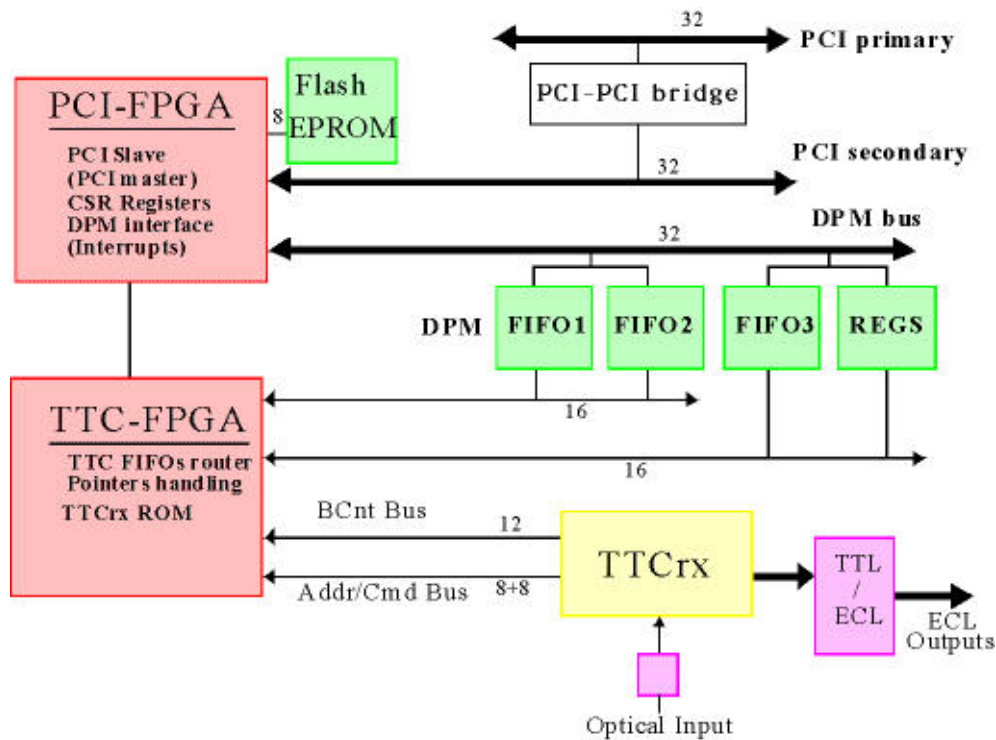 32
PCI primary
PCI-PCI bridge
PCI secondary
32
PCI-FPGA
PCI Slave
(PCI master)
CSR Registers
DPM interface
(Interrupts)
8
Flash
EPROM
DPM bus
32
DPM
FIFO1
FIFO2
FIFO3
REGS
16
16
TTC-FPGA
TTC FIFOs router
Pointers handling
TTCrx ROM
BCnt Bus
12
Addr/Cmd Bus
8+8
TTCrx
TTL
/
ECL
ECL
Outputs
Optical Input